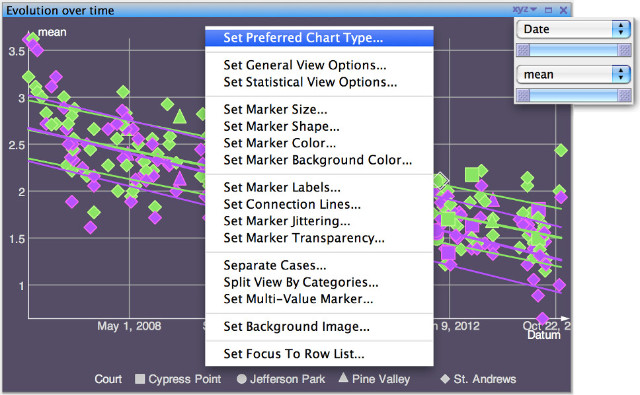 Evolution over time
xyz
mean
3.5
3
2.5
2
1.5
1
May 1, 2008
9, 2012
Oct 22, 2
Datum
Court Cypress Point Jefferson Park Pine Valley St. Andrews
Set Preferred Chart Type...
Set General View Options...
Set Statistical View Options...
Set Marker Size...
Set Marker Shape...
Set Marker Color...
Set Marker Background Color...
Set Marker Labels...
Set Connection Lines...
Set Marker Jittering...
Set Marker Transparency...
Separate Cases...
Split View By Categories...
Set Multi-Value Marker...
Set Background Image...
Set Focus To Row List...
Date
mean